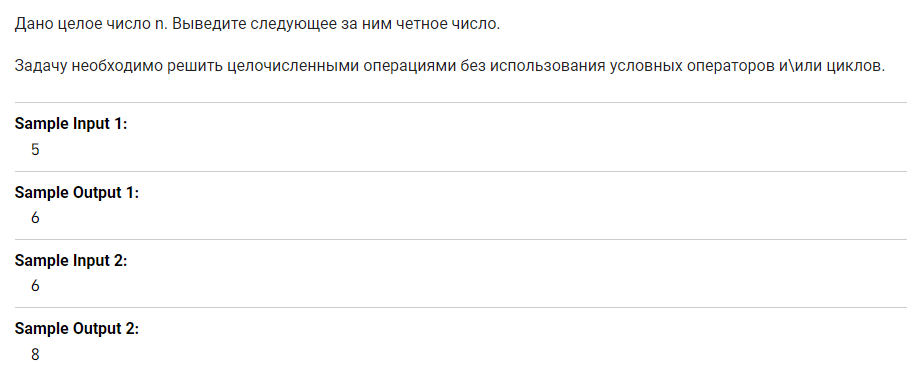 Дано целое число n. Выведите следующее за ним четное число.
Задачу необходимо решить целочисленными операциями без использования условных операторов и\или циклов.
Sample Input 1:
5
Sample Output 1:
6
Sample Input 2:
6
Sample Output 2:
8